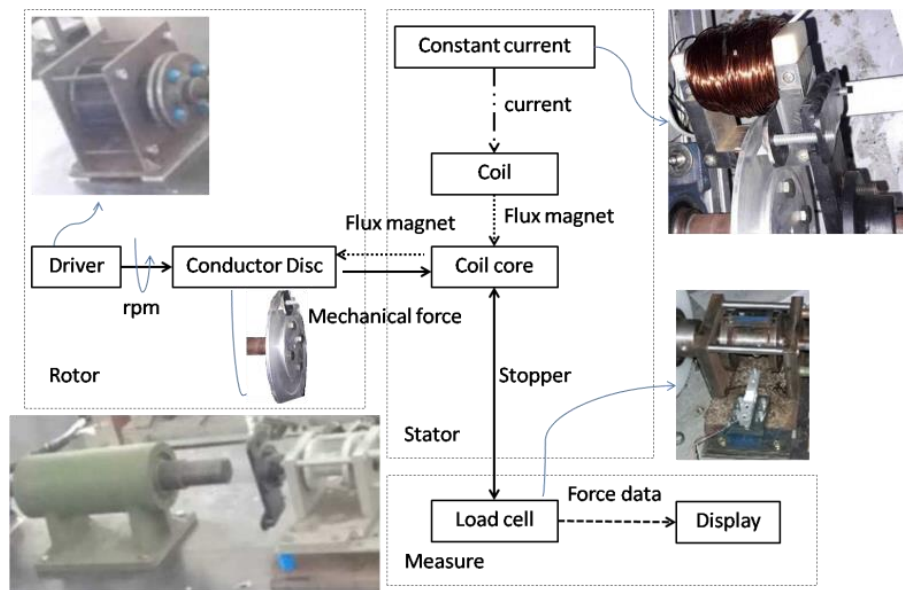 Constant current
current
Coil
Flux magnet
Flux magnet
Driver
Conductor Disc
Coil core
rpm
Mechanical force
Rotor
Stopper
Stator
Force data
Load cell
Display
Measure